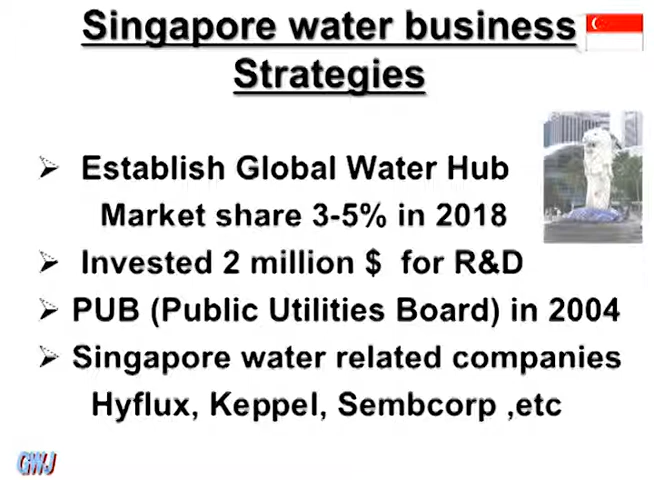 Singapore water business
Strategies
➢ Establish Global Water Hub
Market share 3-5% in 2018
➢ Invested 2 million $ for R&D
➢ PUB (Public Utilities Board) in 2004
➢ Singapore water related companies
Hyflux, Keppel, Sembcorp ,etc
GWJ